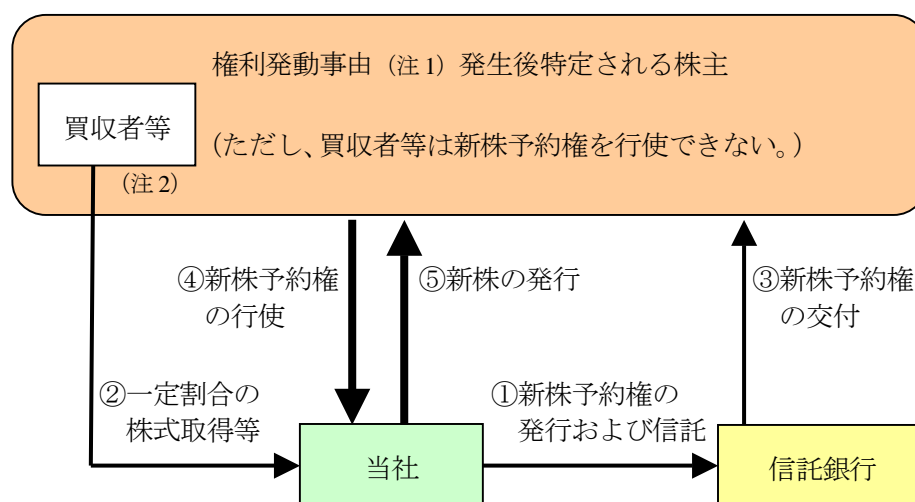 権利発動事由（注1）発生後特定される株主
買収者等
（ただし、買収者等は新株予約権を行使できない。）
（注2）
④新株予約権
の行使
⑤新株の発行
③新株予約権
の交付
②一定割合の
株式取得等
①新株予約権の
発行および信託
当社
信託銀行